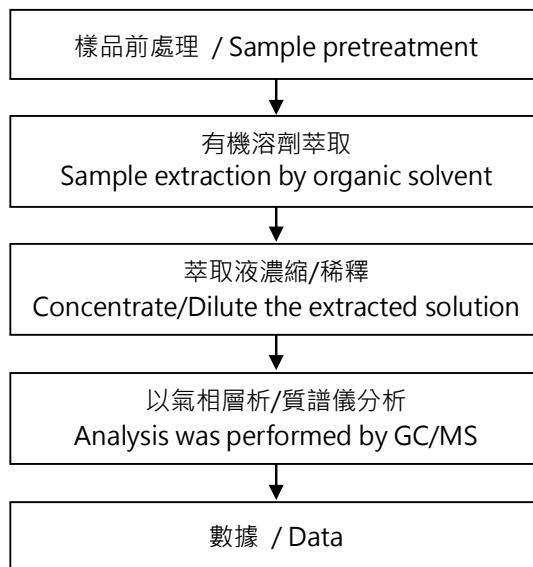 樣品前處理 / Sample pretreatment
有機溶劑萃取
Sample extraction by organic solvent
萃取液濃縮/稀釋
Concentrate/Dilute the extracted solution
以氣相層析/質譜儀分析
Analysis was performed by GC/MS
數據 / Data